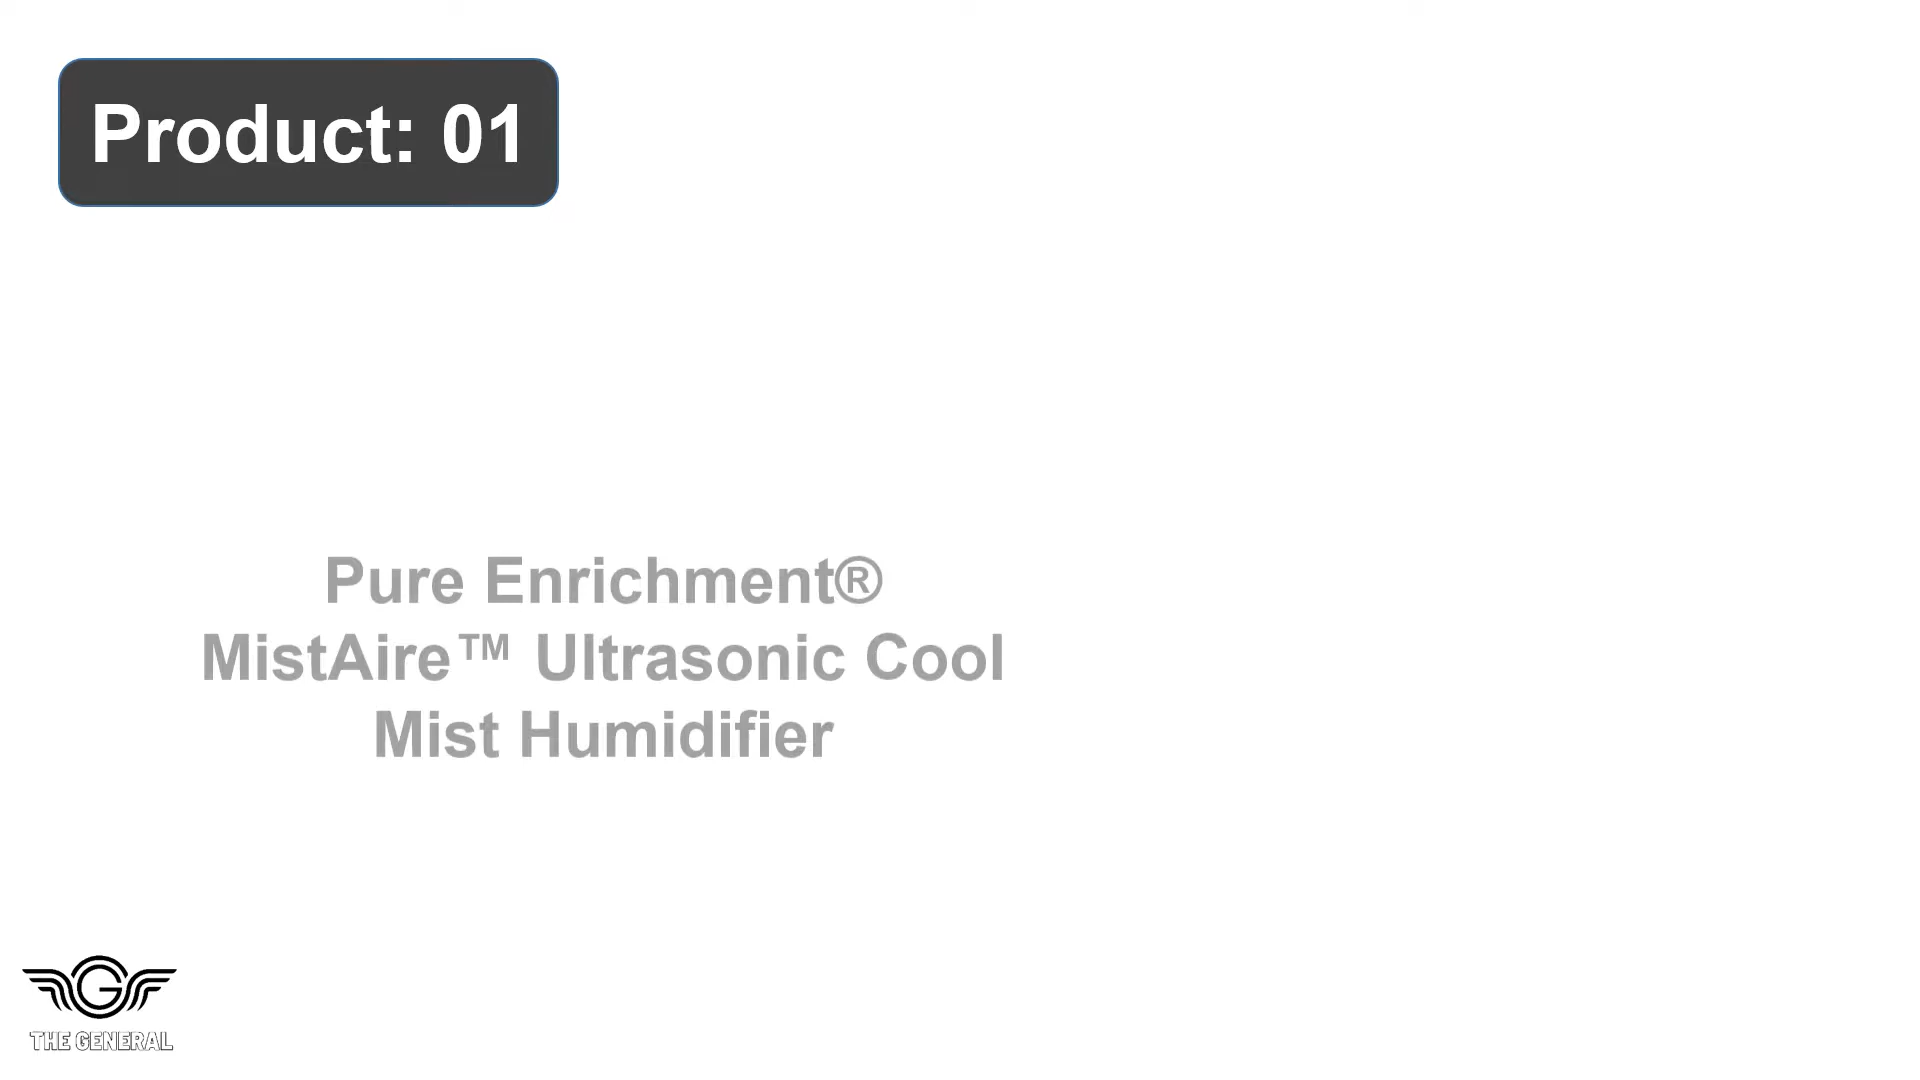 Product: 01
Pure Enrichment®
MistAire™ Ultrasonic Cool
Mist Humidifier
G
THE GENERAL